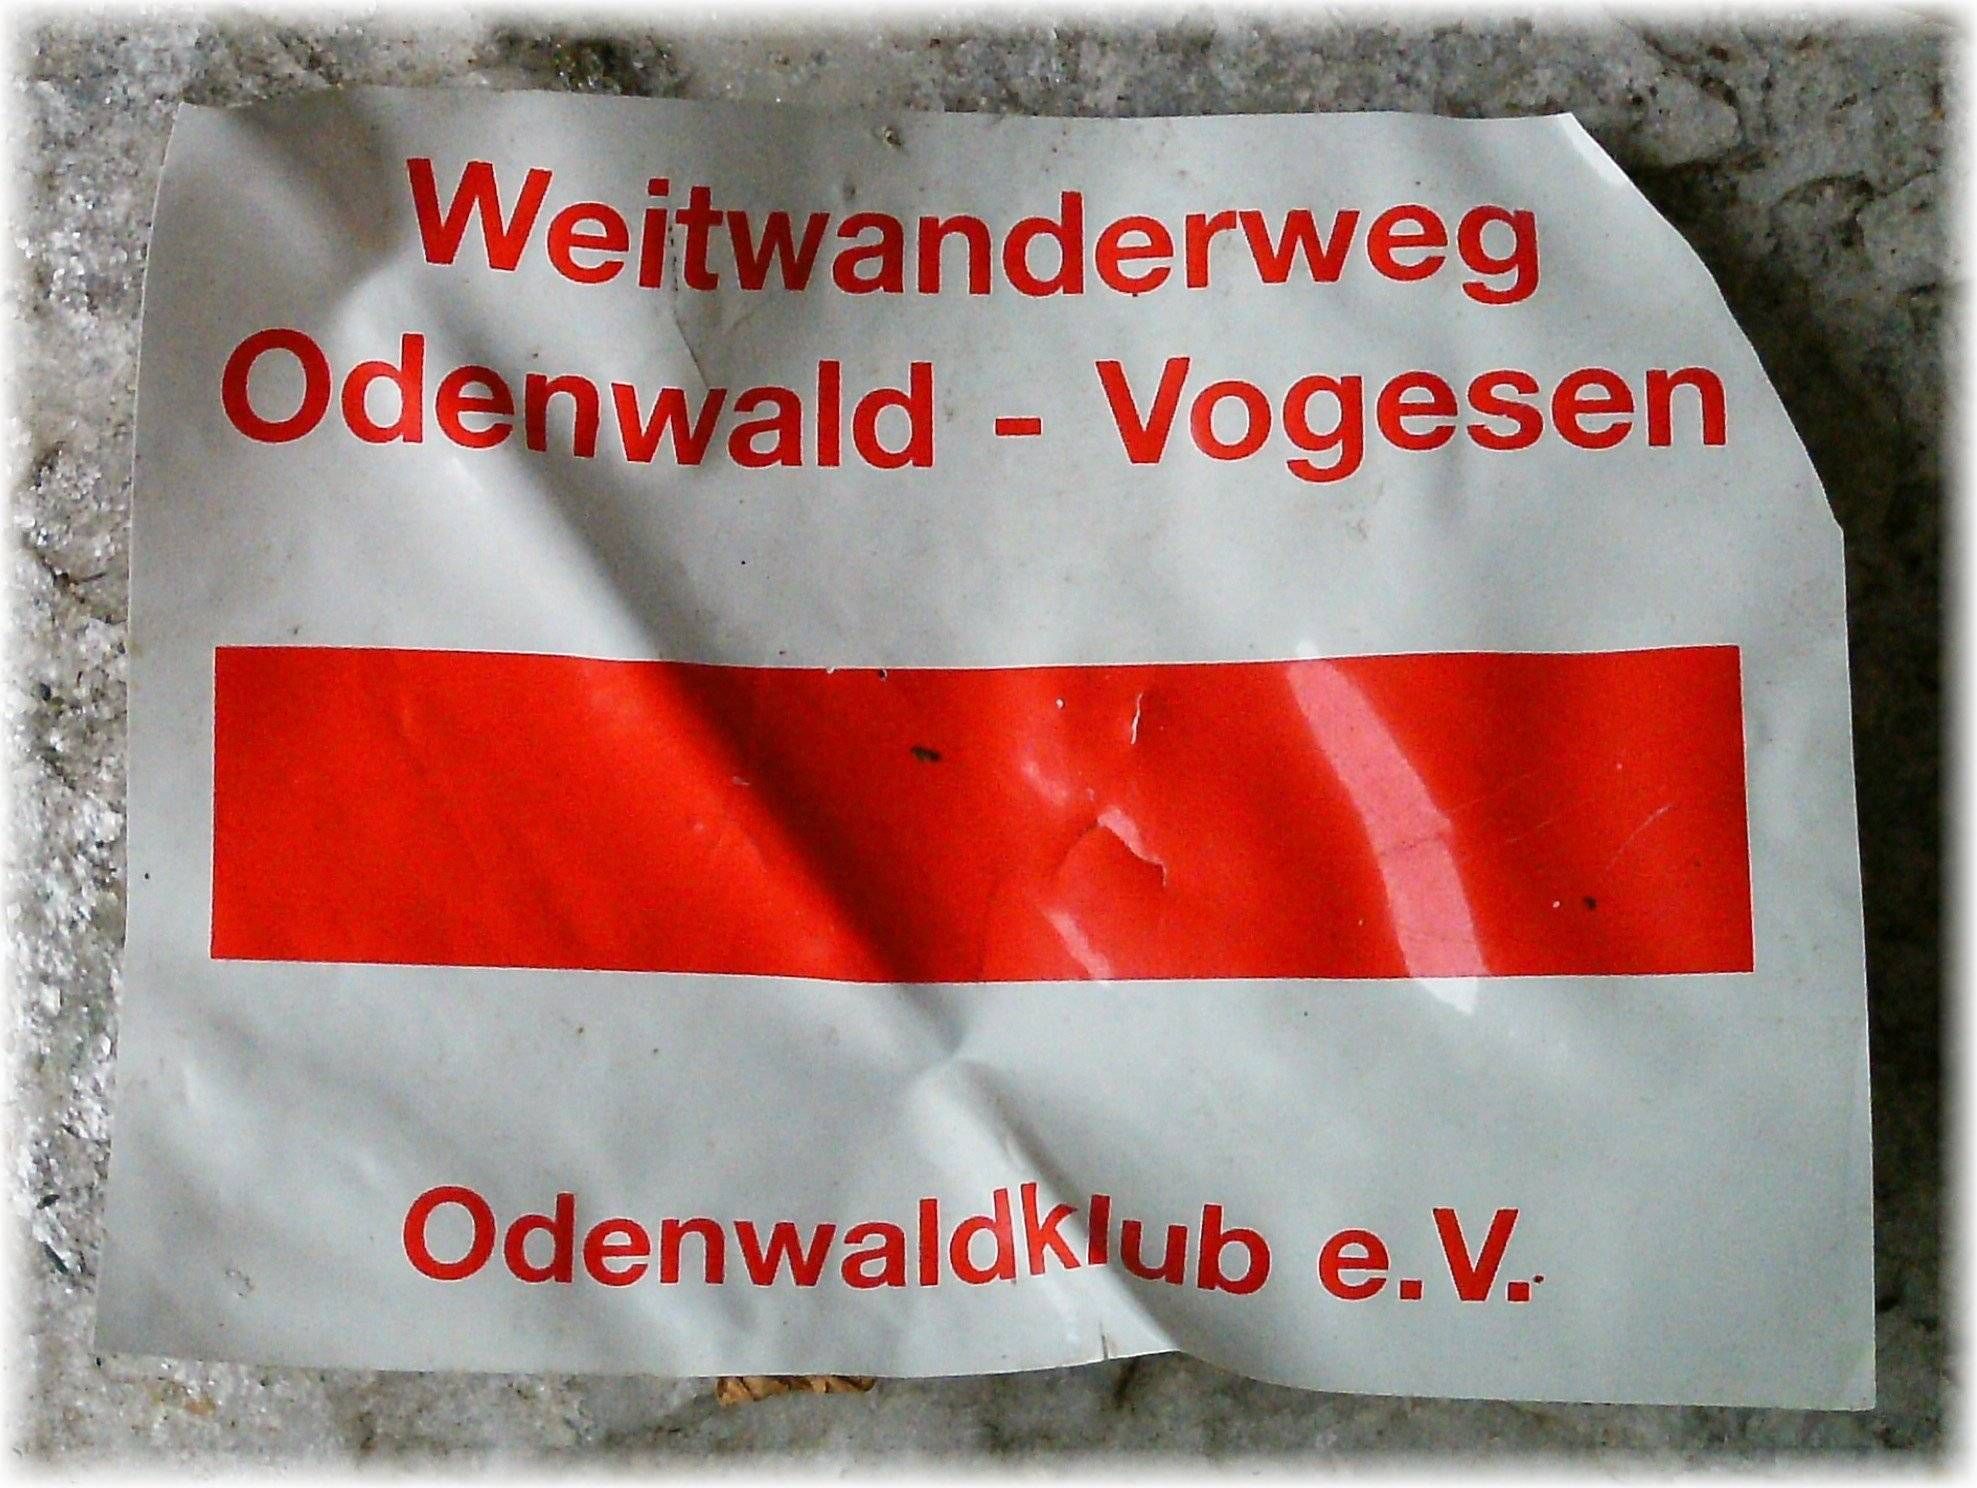 Weitwanderweg
Odenwald - Vogesen
Odenwaldklub e.V.